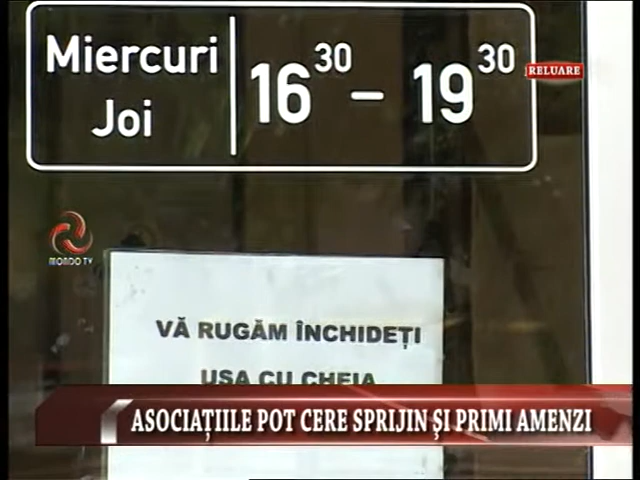 Miercuri
Joi
16 30 – 19 30
RELUARE
MONDO TV
VĂ RUGĂM ÎNCHIDEȚI
UȘA CU CHEIA
ASOCIAȚIILE POT CERE SPRIJIN ȘI PRIMI AMENZI